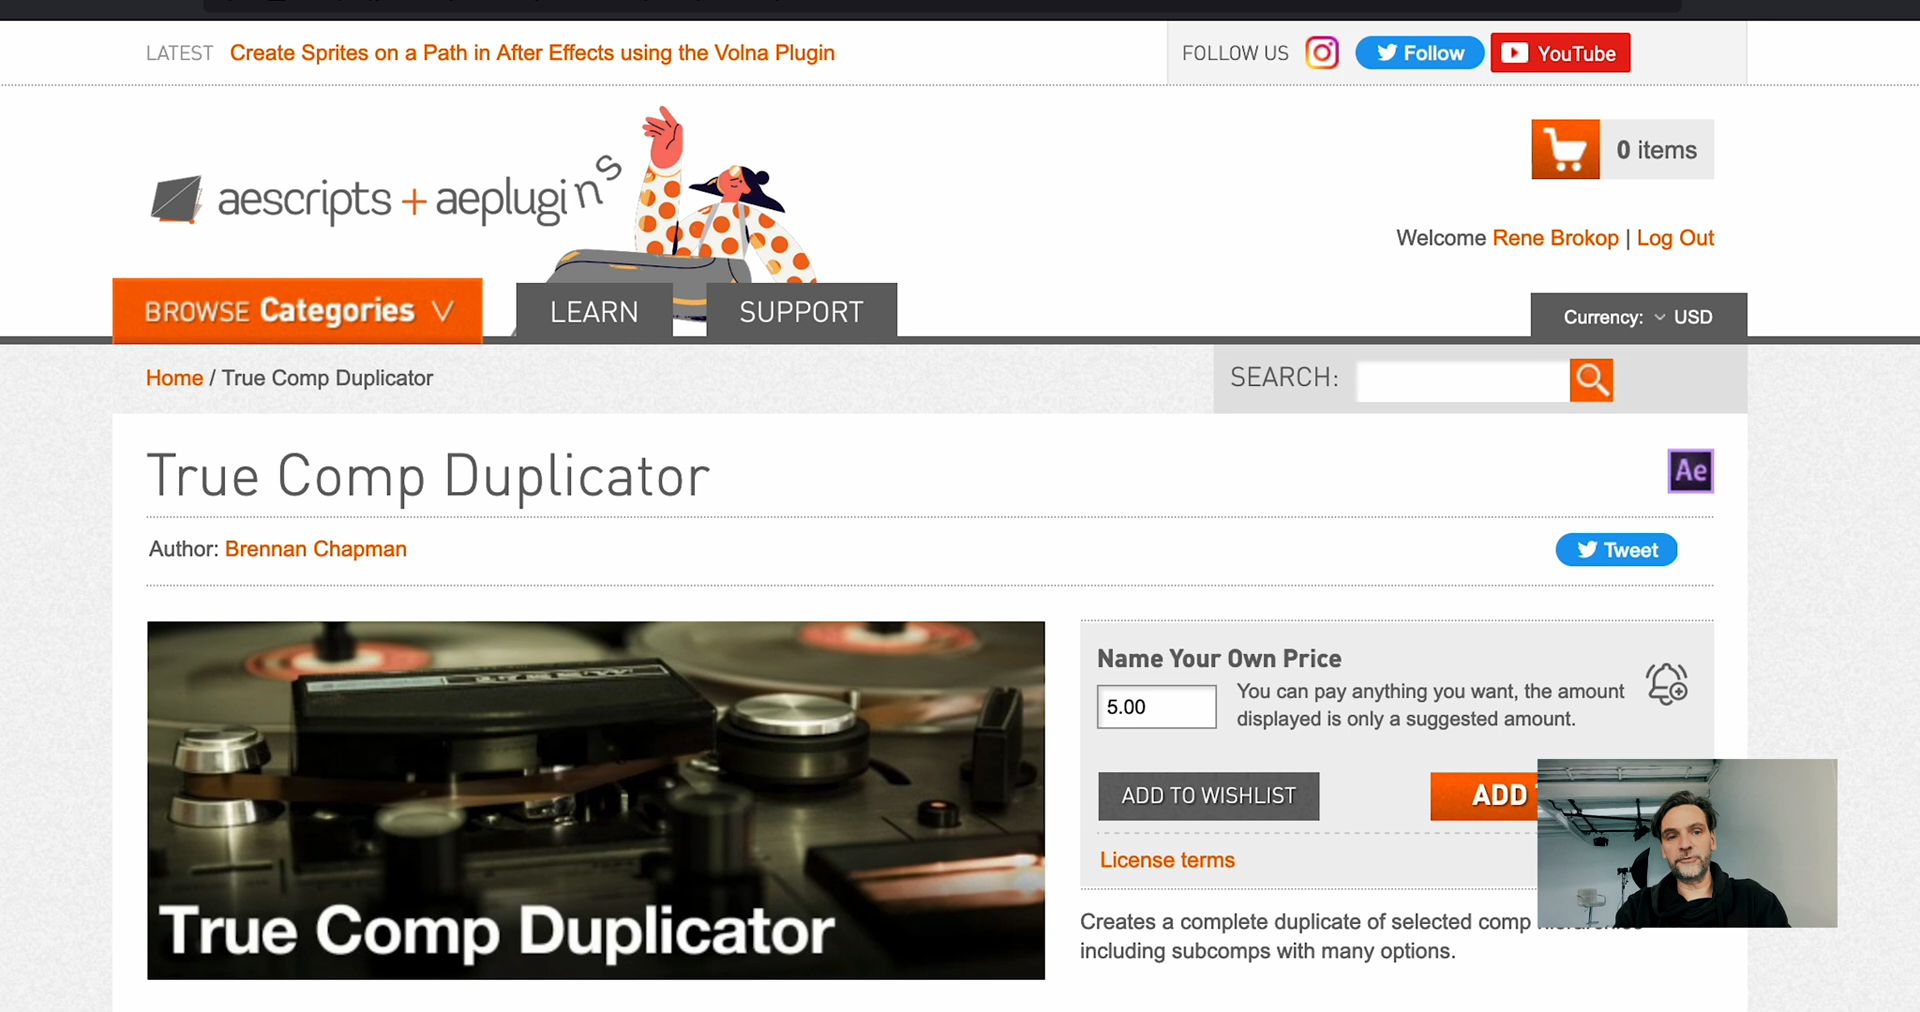 LATEST Create Sprites on a Path in After Effects using the Volna Plugin
FOLLOW US Follow YouTube
aescripts + aeplugins
0 items
Welcome Rene Brokop | Log Out
BROWSE Categories LEARN SUPPORT
Currency: USD
Home / True Comp Duplicator
SEARCH:
True Comp Duplicator
Ae
Author: Brennan Chapman
Tweet
Name Your Own Price
5.00
You can pay anything you want, the amount
displayed is only a suggested amount.
ADD TO WISHLIST ADD
License terms
Creates a complete duplicate of selected comp
including subcomps with many options.
True Comp Duplicator